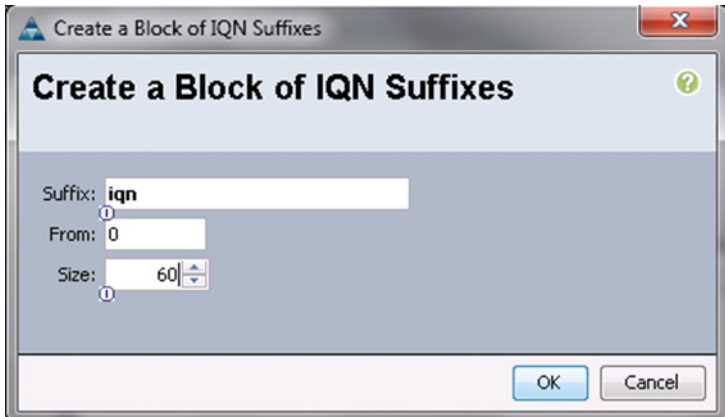 Create a Block of IQN Suffixes
Create a Block of IQN Suffixes
Suffix: iqn
From: 0
Size: 60
OK Cancel